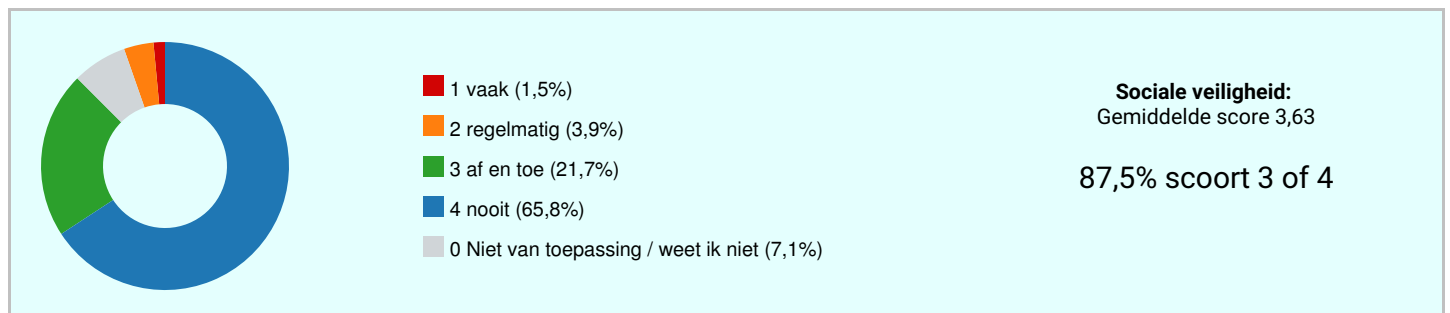 1 vaak (1,5%)
2 regelmatig (3,9%)
3 af en toe (21,7%)
4 nooit (65,8%)
0 Niet van toepassing / weet ik niet (7,1%)
Sociale veiligheid:
Gemiddelde score 3,63
87,5% scoort 3 of 4